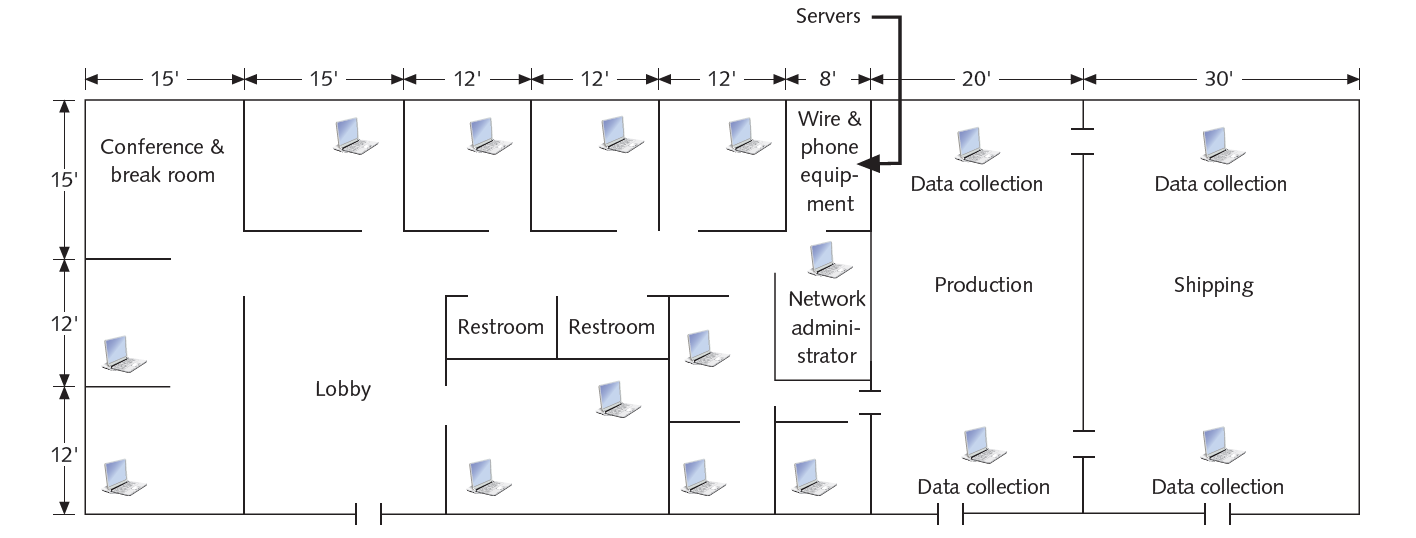 Servers
15'
15'
12'
12'
12'
8'
20'
30'
15'
12'
12'
Conference &
break room
Wire &
phone
equip-
ment
Data collection
Data collection
Network
admini-
strator
Production
Shipping
Restroom
Restroom
Lobby
Data collection
Data collection